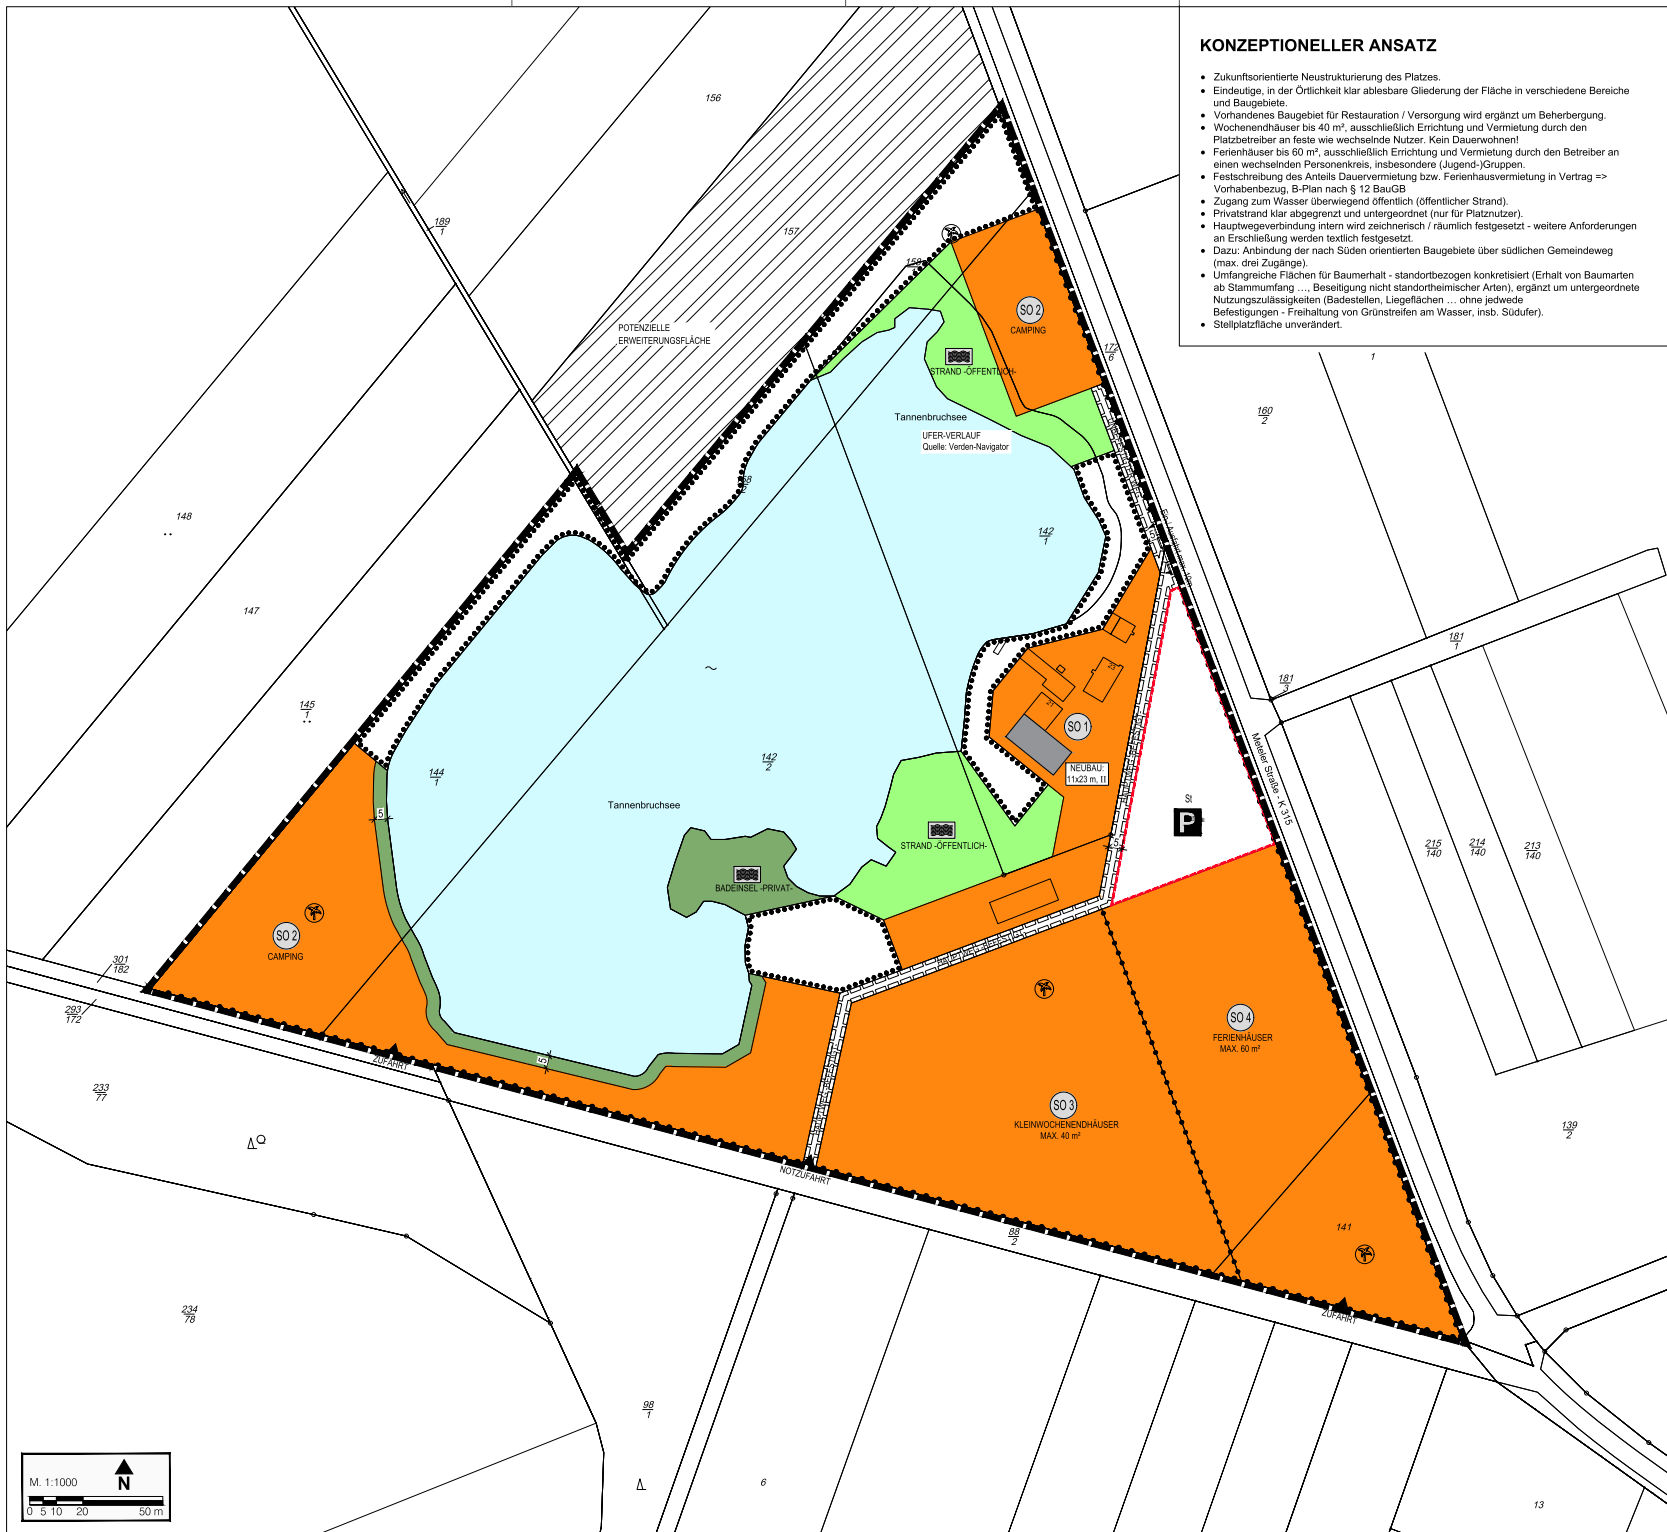 KONZEPTIONELLER ANSATZ
• Zukunftsorientierte Neustrukturierung des Platzes.
• Eindeutige, in der Örtlichkeit klar ablesbare Gliederung der Fläche in verschiedene Bereiche
und Baugebiete.
• Vorhandenes Baugebiet für Restauration / Versorgung wird ergänzt um Beherbergung.
• Wochenendhäuser bis 40 m², ausschließlich Errichtung und Vermietung durch den
Platzbetreiber an feste wie wechselnde Nutzer. Kein Dauerwohnen!
• Ferienhäuser bis 60 m², ausschließlich Errichtung und Vermietung durch den Betreiber an
einen wechselnden Personenkreis, insbesondere (Jugend-)Gruppen.
• Festschreibung des Anteils Dauervermietung bzw. Ferienhausvermietung in Vertrag =>
Vorhabenbezug, B-Plan nach § 12 BauGB
• Zugang zum Wasser überwiegend öffentlich (öffentlicher Strand).
• Privatstrand klar abgegrenzt und untergeordnet (nur für Platznutzer).
• Hauptwegeverbindung intern wird zeichnerisch / räumlich festgesetzt - weitere Anforderungen
an Erschließung werden textlich festgesetzt.
• Dazu: Anbindung der nach Süden orientierten Baugebiete über südlichen Gemeindeweg
(max. drei Zugänge).
• Umfangreiche Flächen für Baumerhalt - standortbezogen konkretisiert (Erhalt von Baumarten
ab Stammumfang …, Beseitigung nicht standortheimischer Arten), ergänzt um untergeordnete
Nutzungszulässigkeiten (Badestellen, Liegeflächen … ohne jedwede
Befestigungen - Freihaltung von Grünstreifen am Wasser, insb. Südufer).
• Stellplatzfläche unverändert.
156
189
1
157
158
POTENZIELLE
ERWEITERUNGSFLÄCHE
SO 2
CAMPING
STRAND -ÖFFENTLICH-
172
6
1
160
2
Tannenbruchsee
UFER-VERLAUF
Quelle: Verden-Navigator
148
142
1
147
181
1
181
3
145
1
23
21
SO 1
NEUBAU:
11x23 m, II
Meteler Straße - K 315
142
2
144
1
Tannenbruchsee
5
St
P
STRAND -ÖFFENTLICH-
5
BADEINSEL -PRIVAT-
215
140
214
140
213
140
SO 2
CAMPING
301
182
293
172
SO 4
FERIENHÄUSER
MAX. 60 m²
ZUFAHRT
5
233
77
SO 3
KLEINWOCHENENDHÄUSER
MAX. 40 m²
139
2
NOTZUFAHRT
88
2
141
ZUFAHRT
234
78
98
1
6
13
M. 1:1000
N
0 5 10 20 50 m